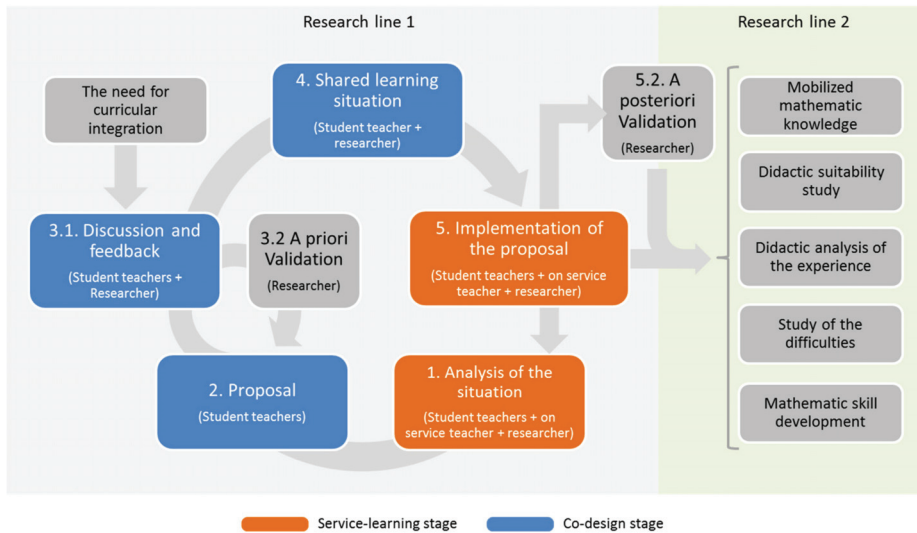 Research line 1
Research line 2
The need for
curricular
integration
4. Shared learning
situation
(Student teacher +
researcher)
5.2. A
posteriori
Validation
(Researcher)
Mobilized
mathematic
knowledge
Didactic suitability
study
3.1. Discussion and
feedback
(Student teachers +
Researcher)
3.2 A priori
Validation
(Researcher)
5. Implementation of
the proposal
(Student teachers + on service
teacher + researcher)
Didactic analysis of
the experience
Study of the
difficulties
2. Proposal
(Student teachers)
1. Analysis of the
situation
(Student teachers + on
service teacher + researcher)
Mathematic skill
development
Service-learning stage
Co-design stage